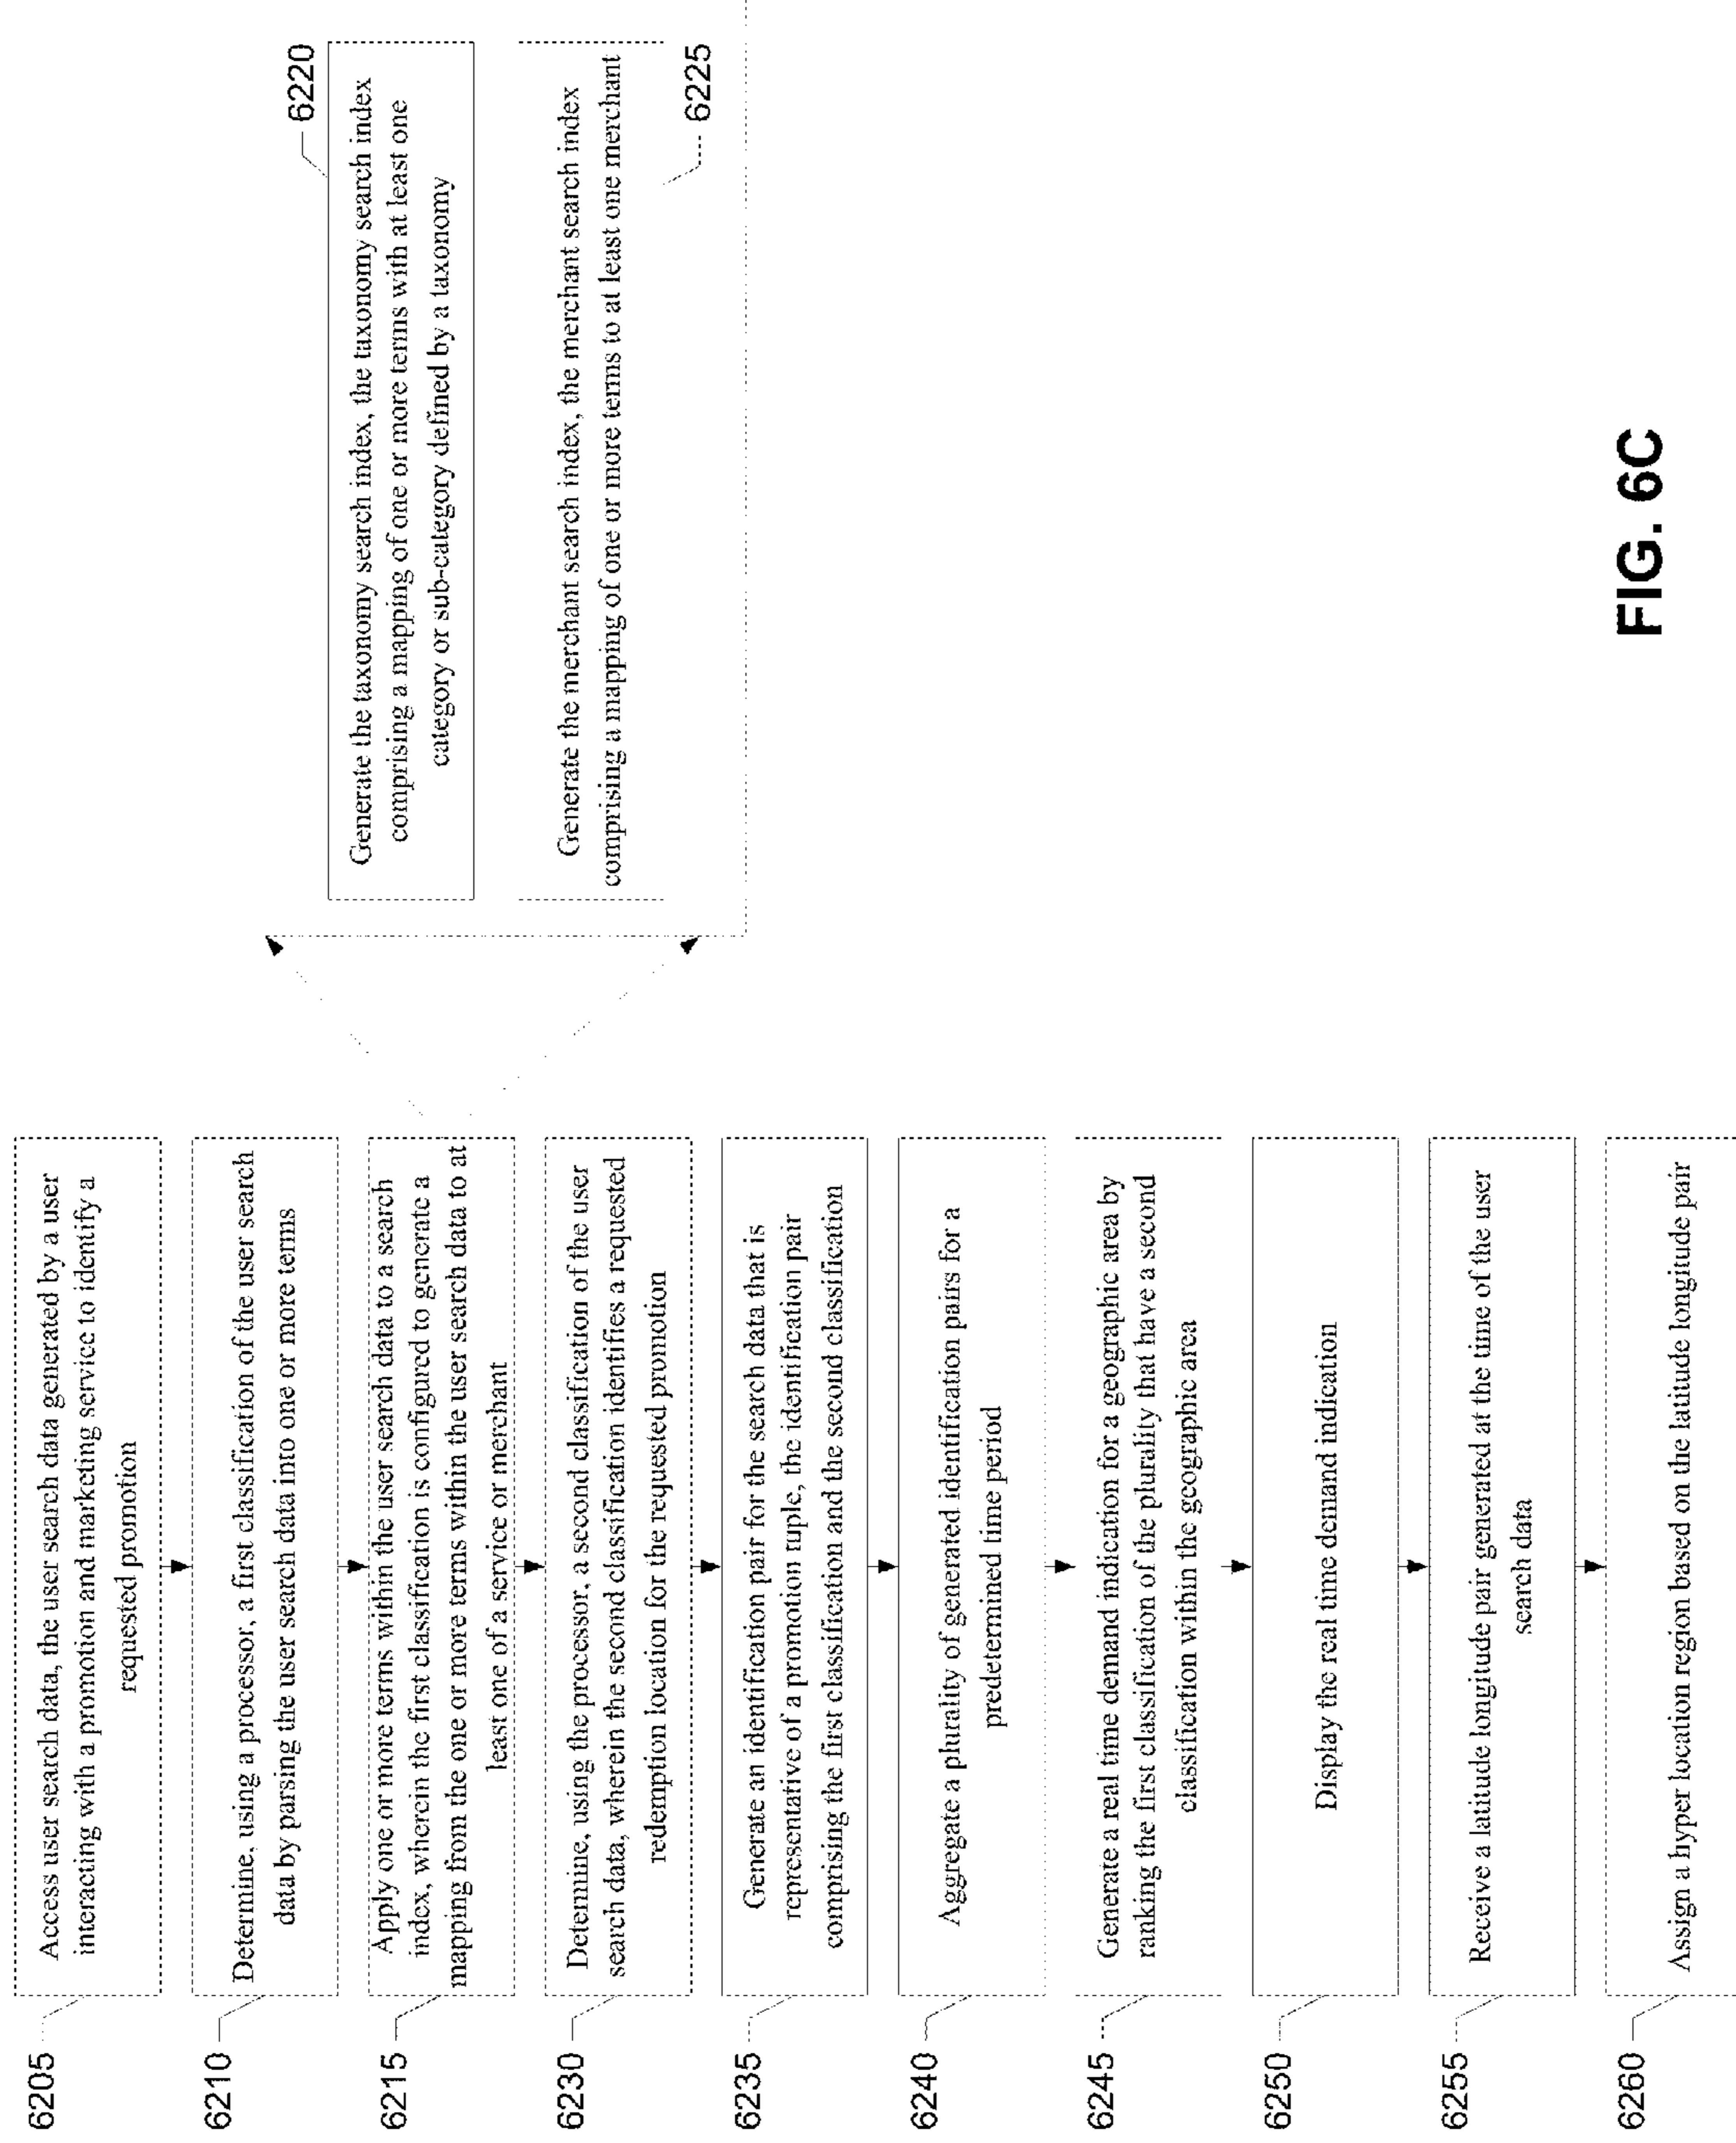 6205
Access user search data, the user search data generated by a user
interacting with a promotion and marketing service to identify a
requested promotion
6210
Determine, using a processor, a first classification of the user search
data by parsing the user search data into one or more terms
6215
Apply one or more terms within the user search data to a search
index, wherein the first classification is configured to generate a
mapping from the one or more terms within the user search data to at
least one of a service or merchant
6220
Generate the taxonomy search index, the taxonomy search index
comprising a mapping of one or more terms with at least one
category or sub-category defined by a taxonomy
6225
Generate the merchant search index, the merchant search index
comprising a mapping of one or more terms to at least one merchant
6230
Determine, using the processor, a second classification of the user
search data, wherein the second classification identifies a requested
redemption location for the requested promotion
6235
Generate an identification pair for the search data that is
representative of a promotion tuple, the identification pair
comprising the first classification and the second classification
6240
Aggregate a plurality of generated identification pairs for a
predetermined time period
6245
Generate a real time demand indication for a geographic area by
ranking the first classification of the plurality that have a second
classification within the geographic area
6250
Display the real time demand indication
6255
Receive a latitude longitude pair generated at the time of the user
search data
6260
Assign a hyper location region based on the latitude longitude pair
FIG. 6C